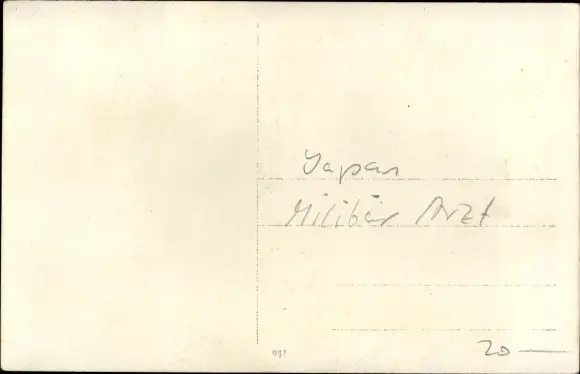 Japan
Militär Arzt
20 —